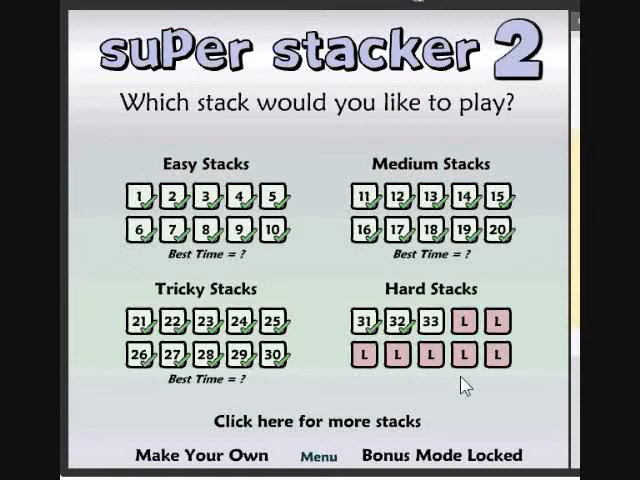 super stacker 2
Which stack would you like to play?
Easy Stacks
1 2 3 4 5
6 7 8 9 10
Best Time = ?
Medium Stacks
11 12 13 14 15
16 17 18 19 20
Best Time = ?
Tricky Stacks
21 22 23 24 25
26 27 28 29 30
Best Time = ?
Hard Stacks
31 32 33 L L
L L L L L
Click here for more stacks
Make Your Own Menu Bonus Mode Locked